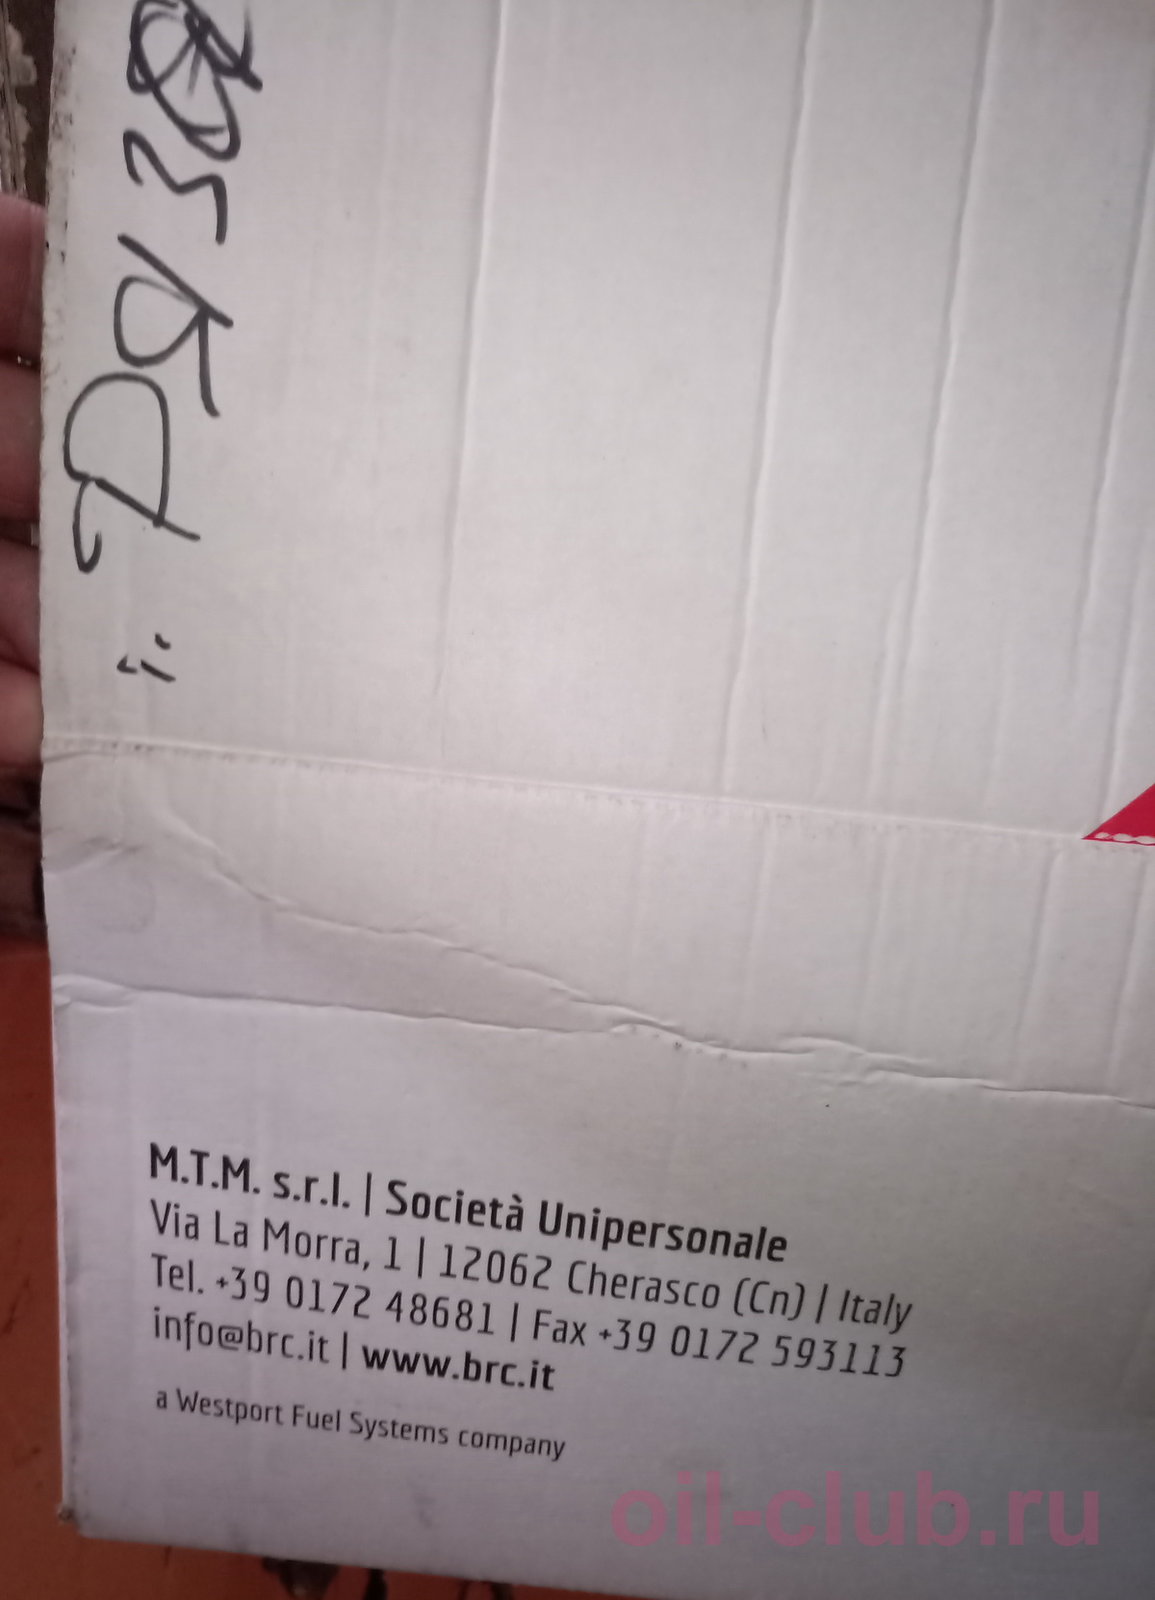 M.T.M. s.r.l. | Società Unipersonale
Via La Morra, 1 | 12062 Cherasco (Cn) | Italy
Tel. +39 0172 48681 | Fax +39 0172 593113
info@brc.it | www.brc.it
a Westport Fuel Systems company
oil-club.ru